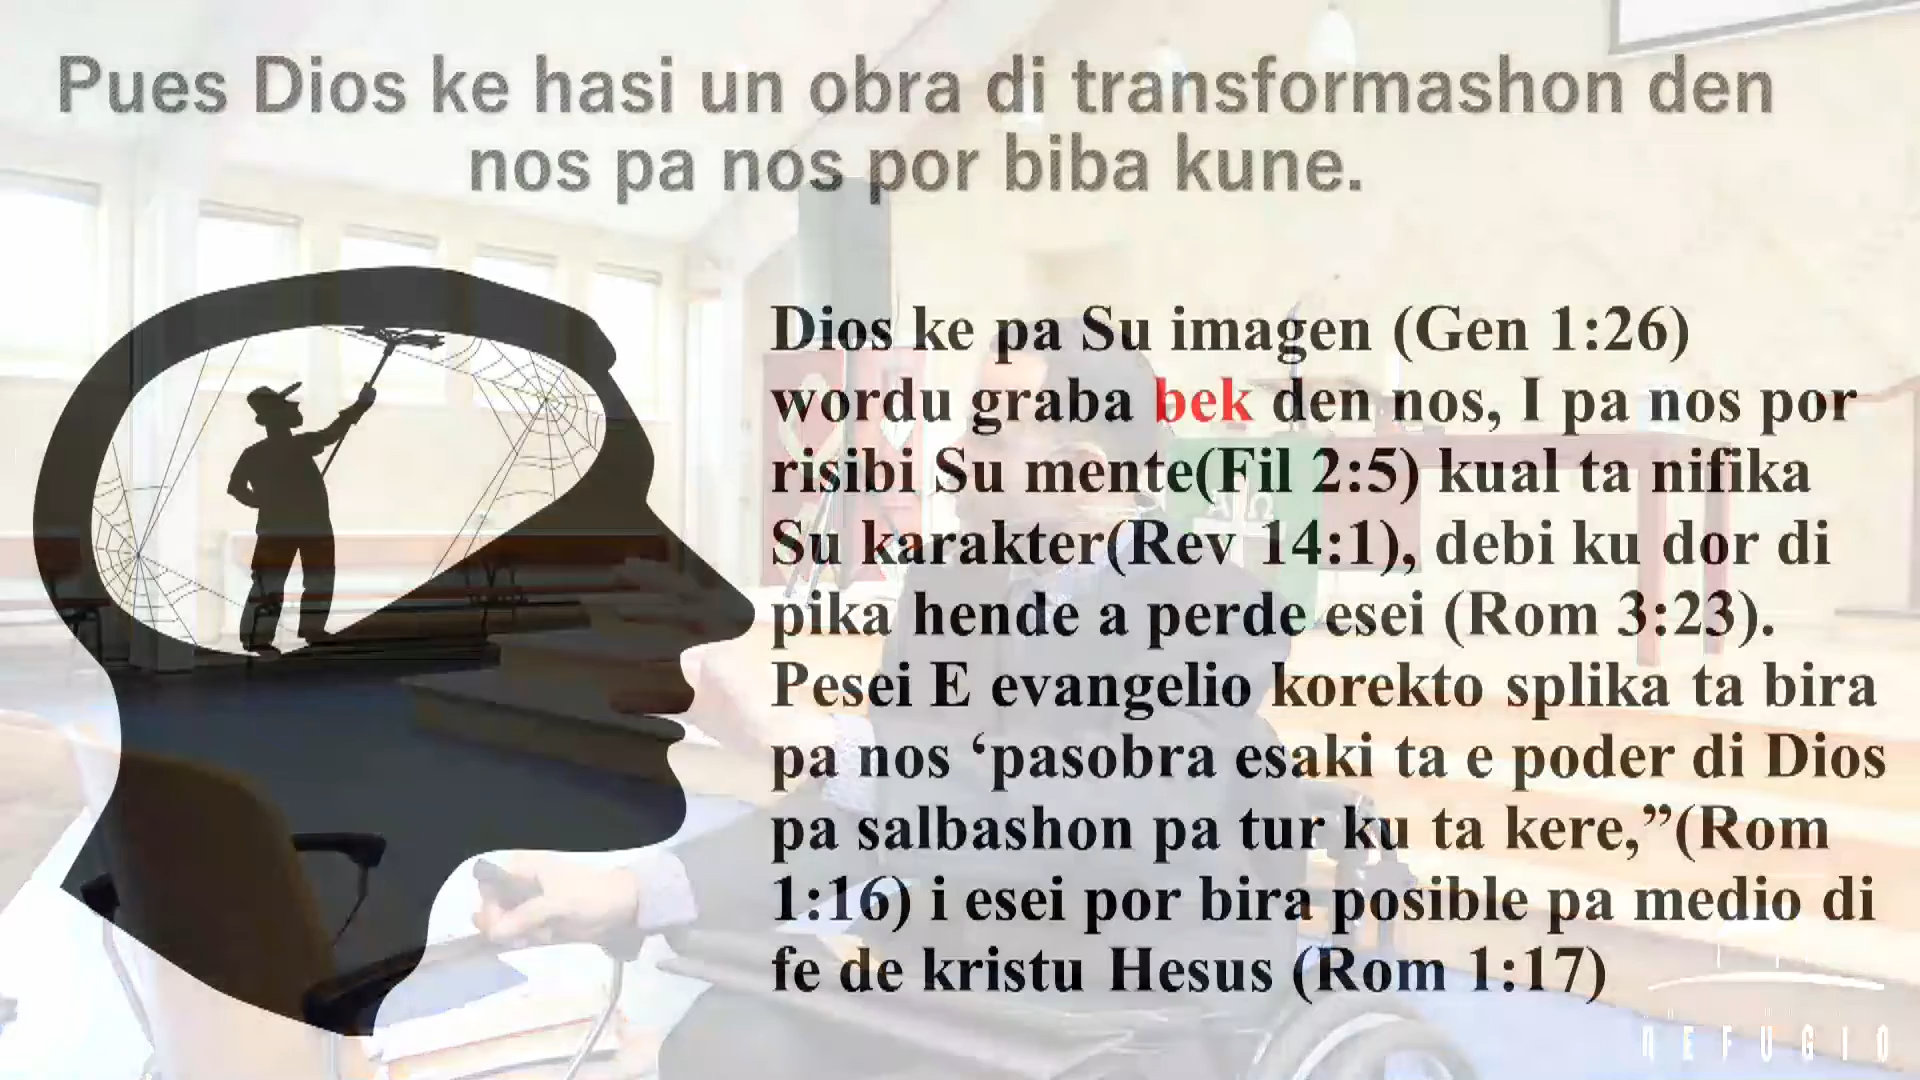 Pues Dios ke hasi un obra di transformashon den
nos pa nos por biba kune.
Dios ke pa Su imagen (Gen 1:26)
wordu graba bek den nos, I pa nos por
risibi Su mente(Fil 2:5) kual ta nifika
Su karakter(Rev 14:1), debi ku dor di
pika hende a perde esei (Rom 3:23).
Pesei E evangelio korekto splika ta bira
pa nos ‘pasobra esaki ta e poder di Dios
pa salbashon pa tur ku ta kere,”(Rom
1:16) i esei por bira posible pa medio di
fe de kristu Hesus (Rom 1:17)
Α Ω
REFUGIO